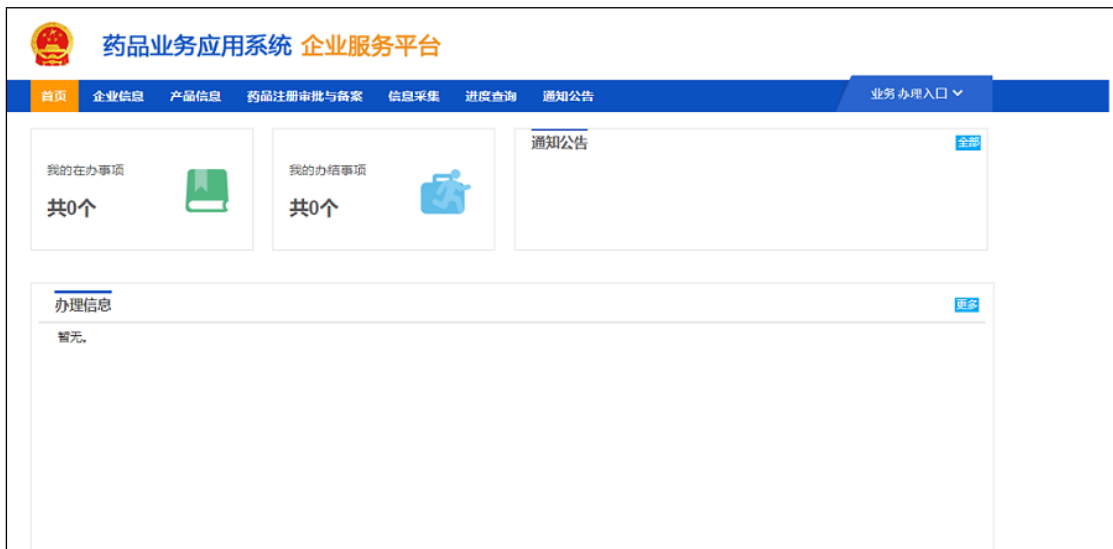 药品业务应用系统 企业服务平台
首页 企业信息 产品信息 药品注册审批与备案 信息采集 进度查询 通知公告 业务办理入口
我的在办事项
共0个
我的办结事项
共0个
通知公告 全部
办理信息 更多
暂无。